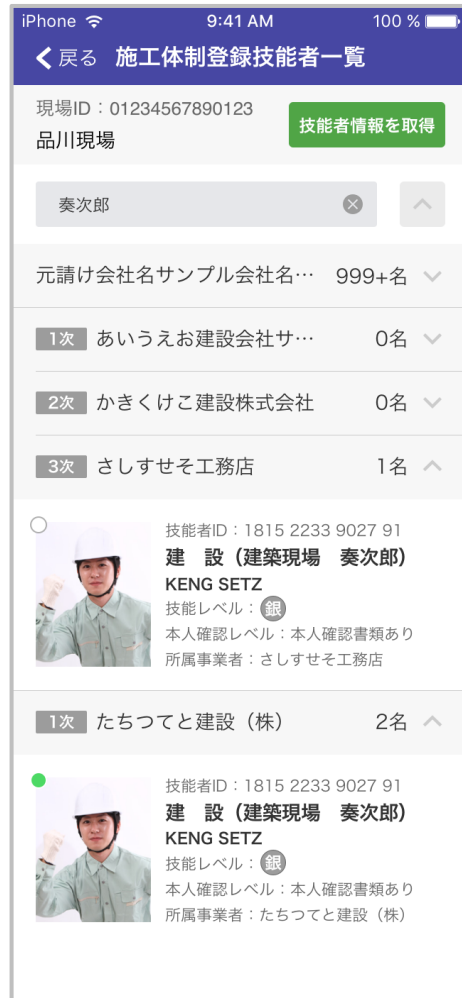 iPhone 9:41 AM 100 %
戻る 施工体制登録技能者一覧
現場ID：01234567890123
品川現場
技能者情報を取得
奏次郎
元請け会社名サンプル会社名… 999+名
1次 あいうえお建設会社サ… 0名
2次 かきくけこ建設株式会社 0名
3次 さしすせそ工務店 1名
技能者ID：1815 2233 9027 91
建　設（建築現場　奏次郎）
KENG SETZ
技能レベル：銀
本人確認レベル：本人確認書類あり
所属事業者：さしすせそ工務店
1次 たちつてと建設（株） 2名
技能者ID：1815 2233 9027 91
建　設（建築現場　奏次郎）
KENG SETZ
技能レベル：銀
本人確認レベル：本人確認書類あり
所属事業者：たちつてと建設（株）